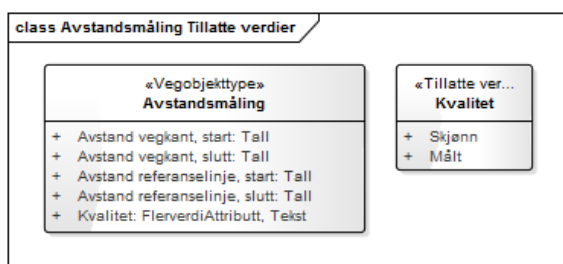 class Avstandsmåling Tillatte verdier
«Vegobjekttype»
Avstandsmåling
+ Avstand vegkant, start: Tall
+ Avstand vegkant, slutt: Tall
+ Avstand referanselinje, start: Tall
+ Avstand referanselinje, slutt: Tall
+ Kvalitet: FlerverdiAttributt, Tekst
«Tillatte ver...
Kvalitet
+ Skjønn
+ Målt